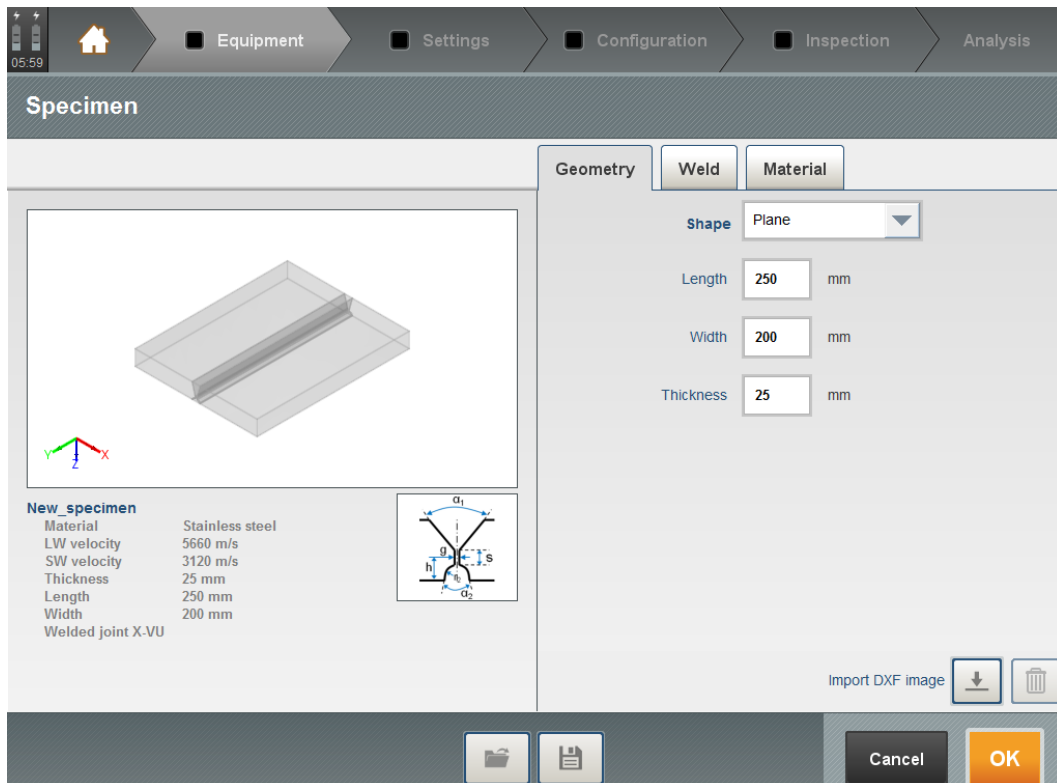 05:59
Equipment
Settings
Configuration
Inspection
Analysis
Specimen
Geometry
Weld
Material
Shape Plane
Length 250 mm
Width 200 mm
Thickness 25 mm
Y Z X
New_specimen
Material Stainless steel
LW velocity 5660 m/s
SW velocity 3120 m/s
Thickness 25 mm
Length 250 mm
Width 200 mm
Welded joint X-VU
α1
g
s
h
α2
Import DXF image
Cancel
OK